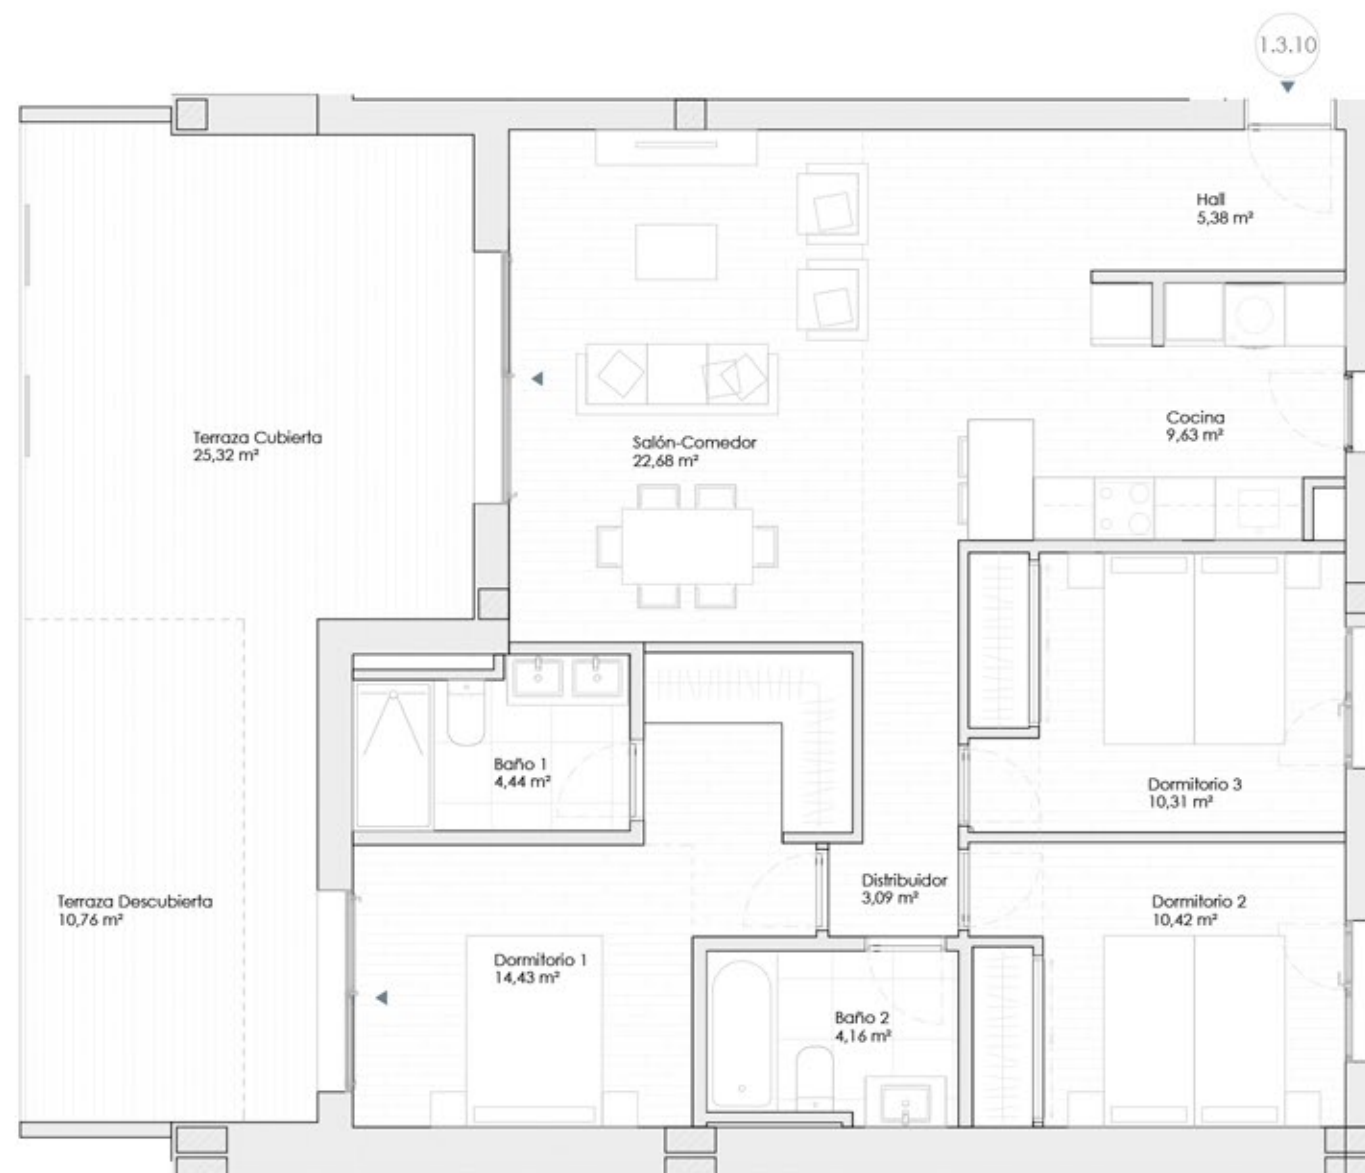 1.3.10
Hall
5,38 m²
Cocina
9,63 m²
Terraza Cubierta
25,32 m²
Salón-Comedor
22,68 m²
Baño 1
4,44 m²
Dormitorio 3
10,31 m²
Distribuidor
3,09 m²
Terraza Descubierta
10,76 m²
Dormitorio 2
10,42 m²
Dormitorio 1
14,43 m²
Baño 2
4,16 m²